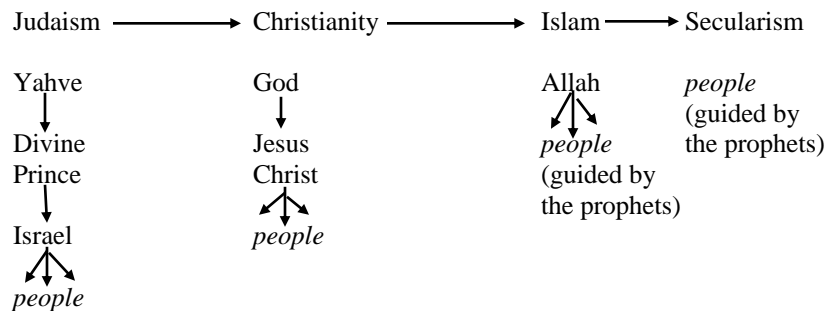 Judaism Christianity Islam Secularism
Yahve God Allah people
(guided by
the prophets)
Divine Jesus people
Prince Christ (guided by
the prophets)
Israel people
people